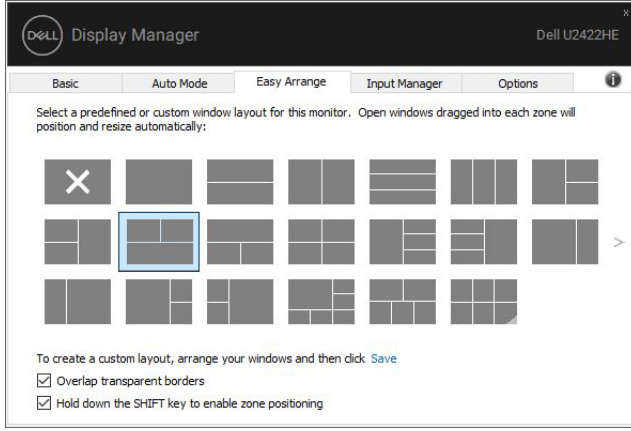 x
DELL Display Manager Dell U2422HE
Basic Auto Mode Easy Arrange Input Manager Options
Select a predefined or custom window layout for this monitor. Open windows dragged into each zone will
position and resize automatically:
To create a custom layout, arrange your windows and then click Save
Overlap transparent borders
Hold down the SHIFT key to enable zone positioning